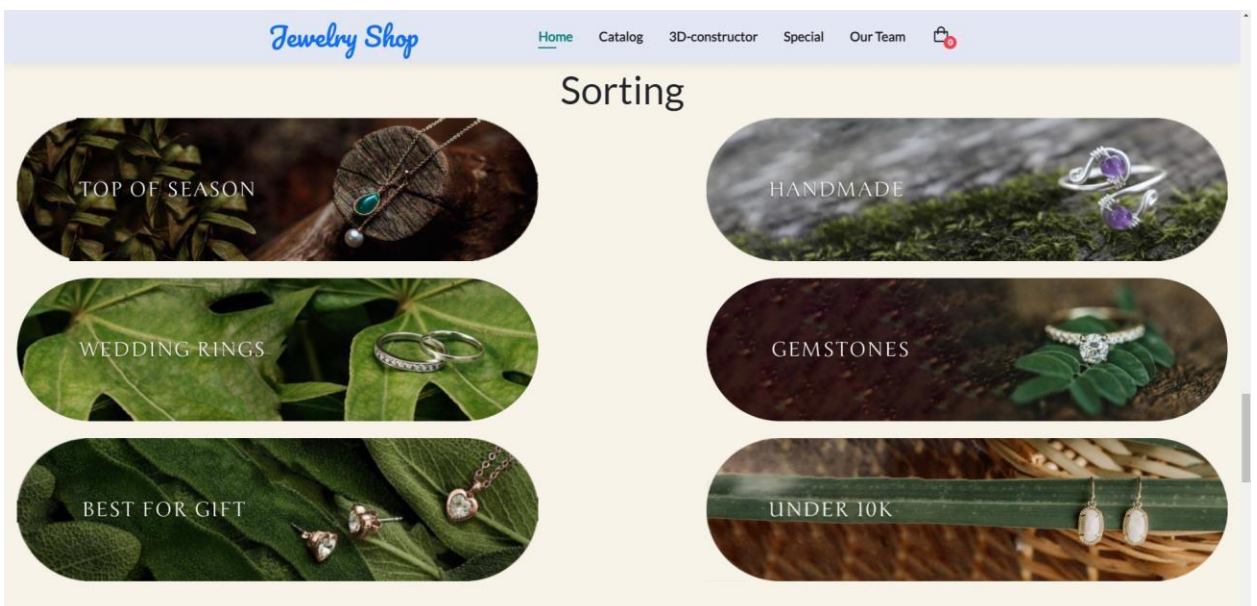 Jewelry Shop Home Catalog 3D-constructor Special Our Team 0
Sorting
TOP OF SEASON
HANDMADE
WEDDING RINGS
GEMSTONES
BEST FOR GIFT
UNDER 10K